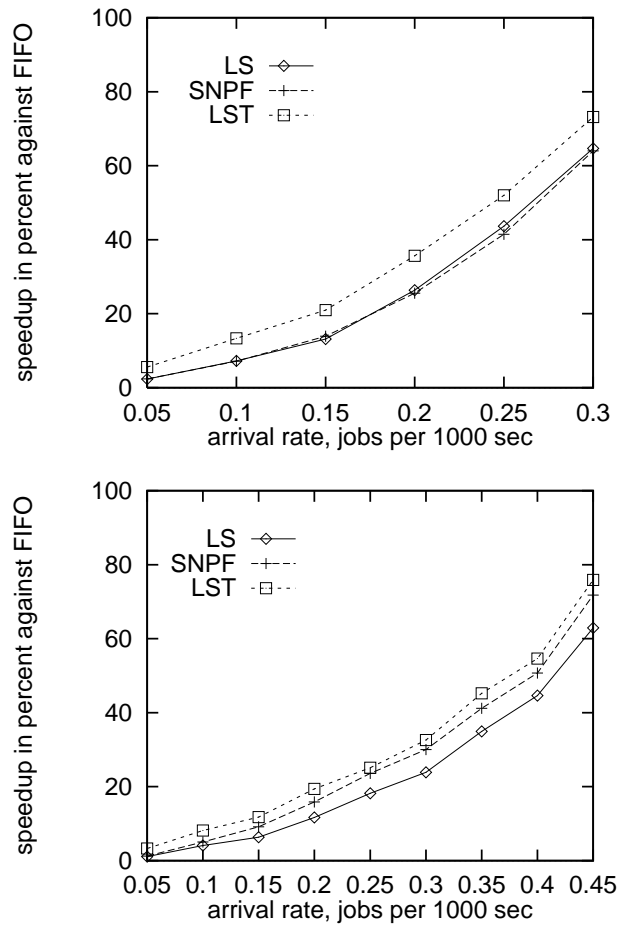 speedup in percent against FIFO
100
80
60
40
20
0
LS
SNPF
LST
0.05 0.1 0.15 0.2 0.25 0.3
arrival rate, jobs per 1000 sec
speedup in percent against FIFO
100
80
60
40
20
0
LS
SNPF
LST
0.05 0.1 0.15 0.2 0.25 0.3 0.35 0.4 0.45
arrival rate, jobs per 1000 sec